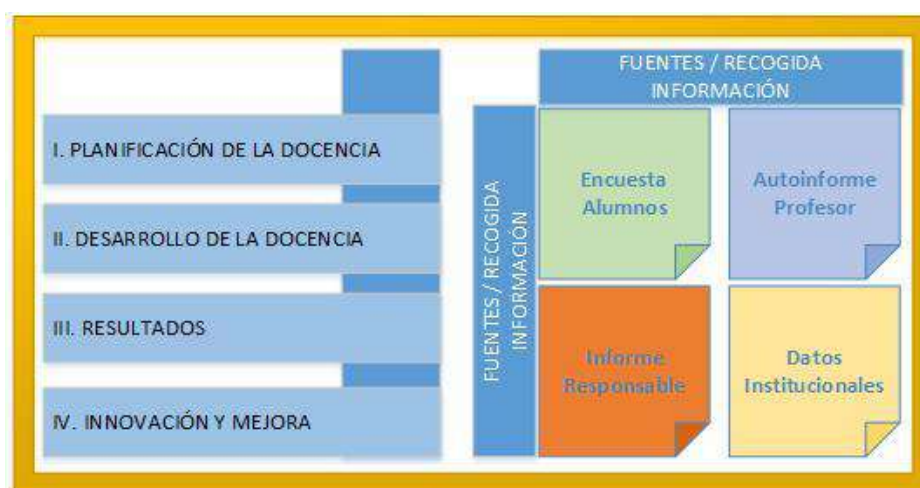 I. PLANIFICACIÓN DE LA DOCENCIA
II. DESARROLLO DE LA DOCENCIA
III. RESULTADOS
IV. INNOVACIÓN Y MEJORA
FUENTES / RECOGIDA
INFORMACIÓN
FUENTES / RECOGIDA
INFORMACIÓN
Encuesta
Alumnos
Autoinforme
Profesor
Informe
Responsable
Datos
Institucionales